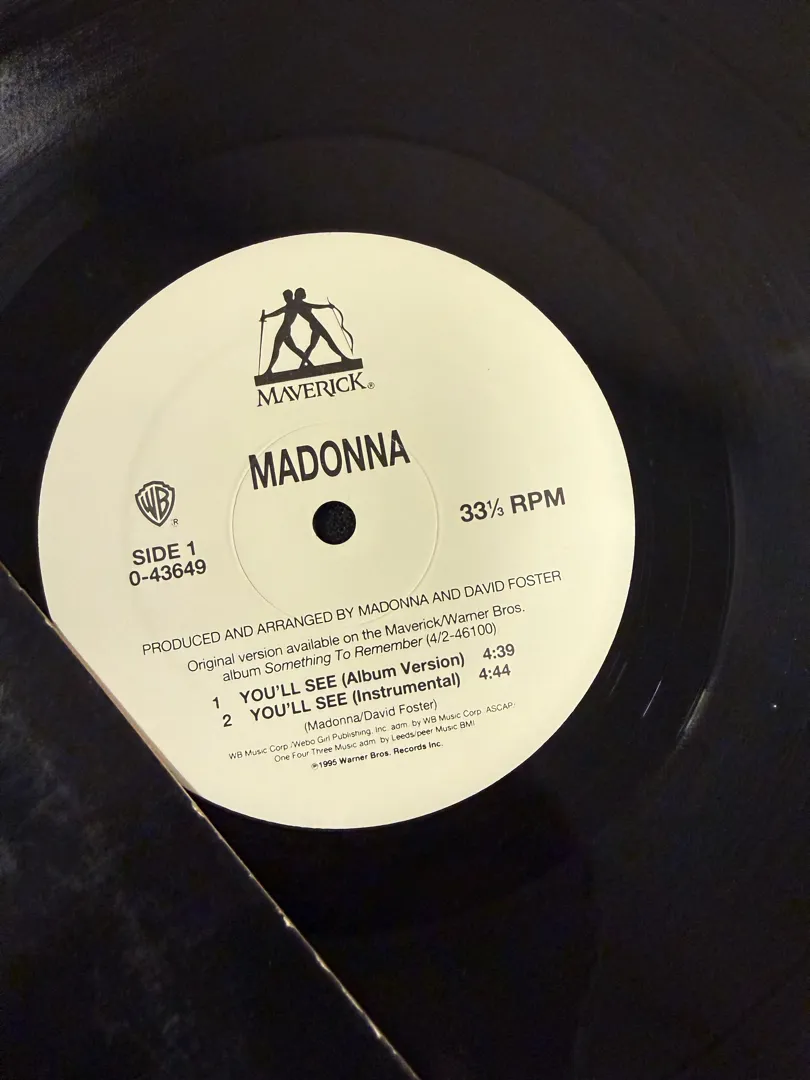 MAVERICK®
MADONNA
WB ®
SIDE 1
0-43649
33⅓ RPM
PRODUCED AND ARRANGED BY MADONNA AND DAVID FOSTER
Original version available on the Maverick/Warner Bros.
album Something To Remember (4/2-46100)
1 YOU'LL SEE (Album Version) 4:39
2 YOU'LL SEE (Instrumental) 4:44
(Madonna/David Foster)
WB Music Corp./Webo Girl Publishing, Inc. adm. by WB Music Corp. ASCAP;
One Four Three Music adm. by Leeds/peer Music BMI
℗1995 Warner Bros. Records Inc.